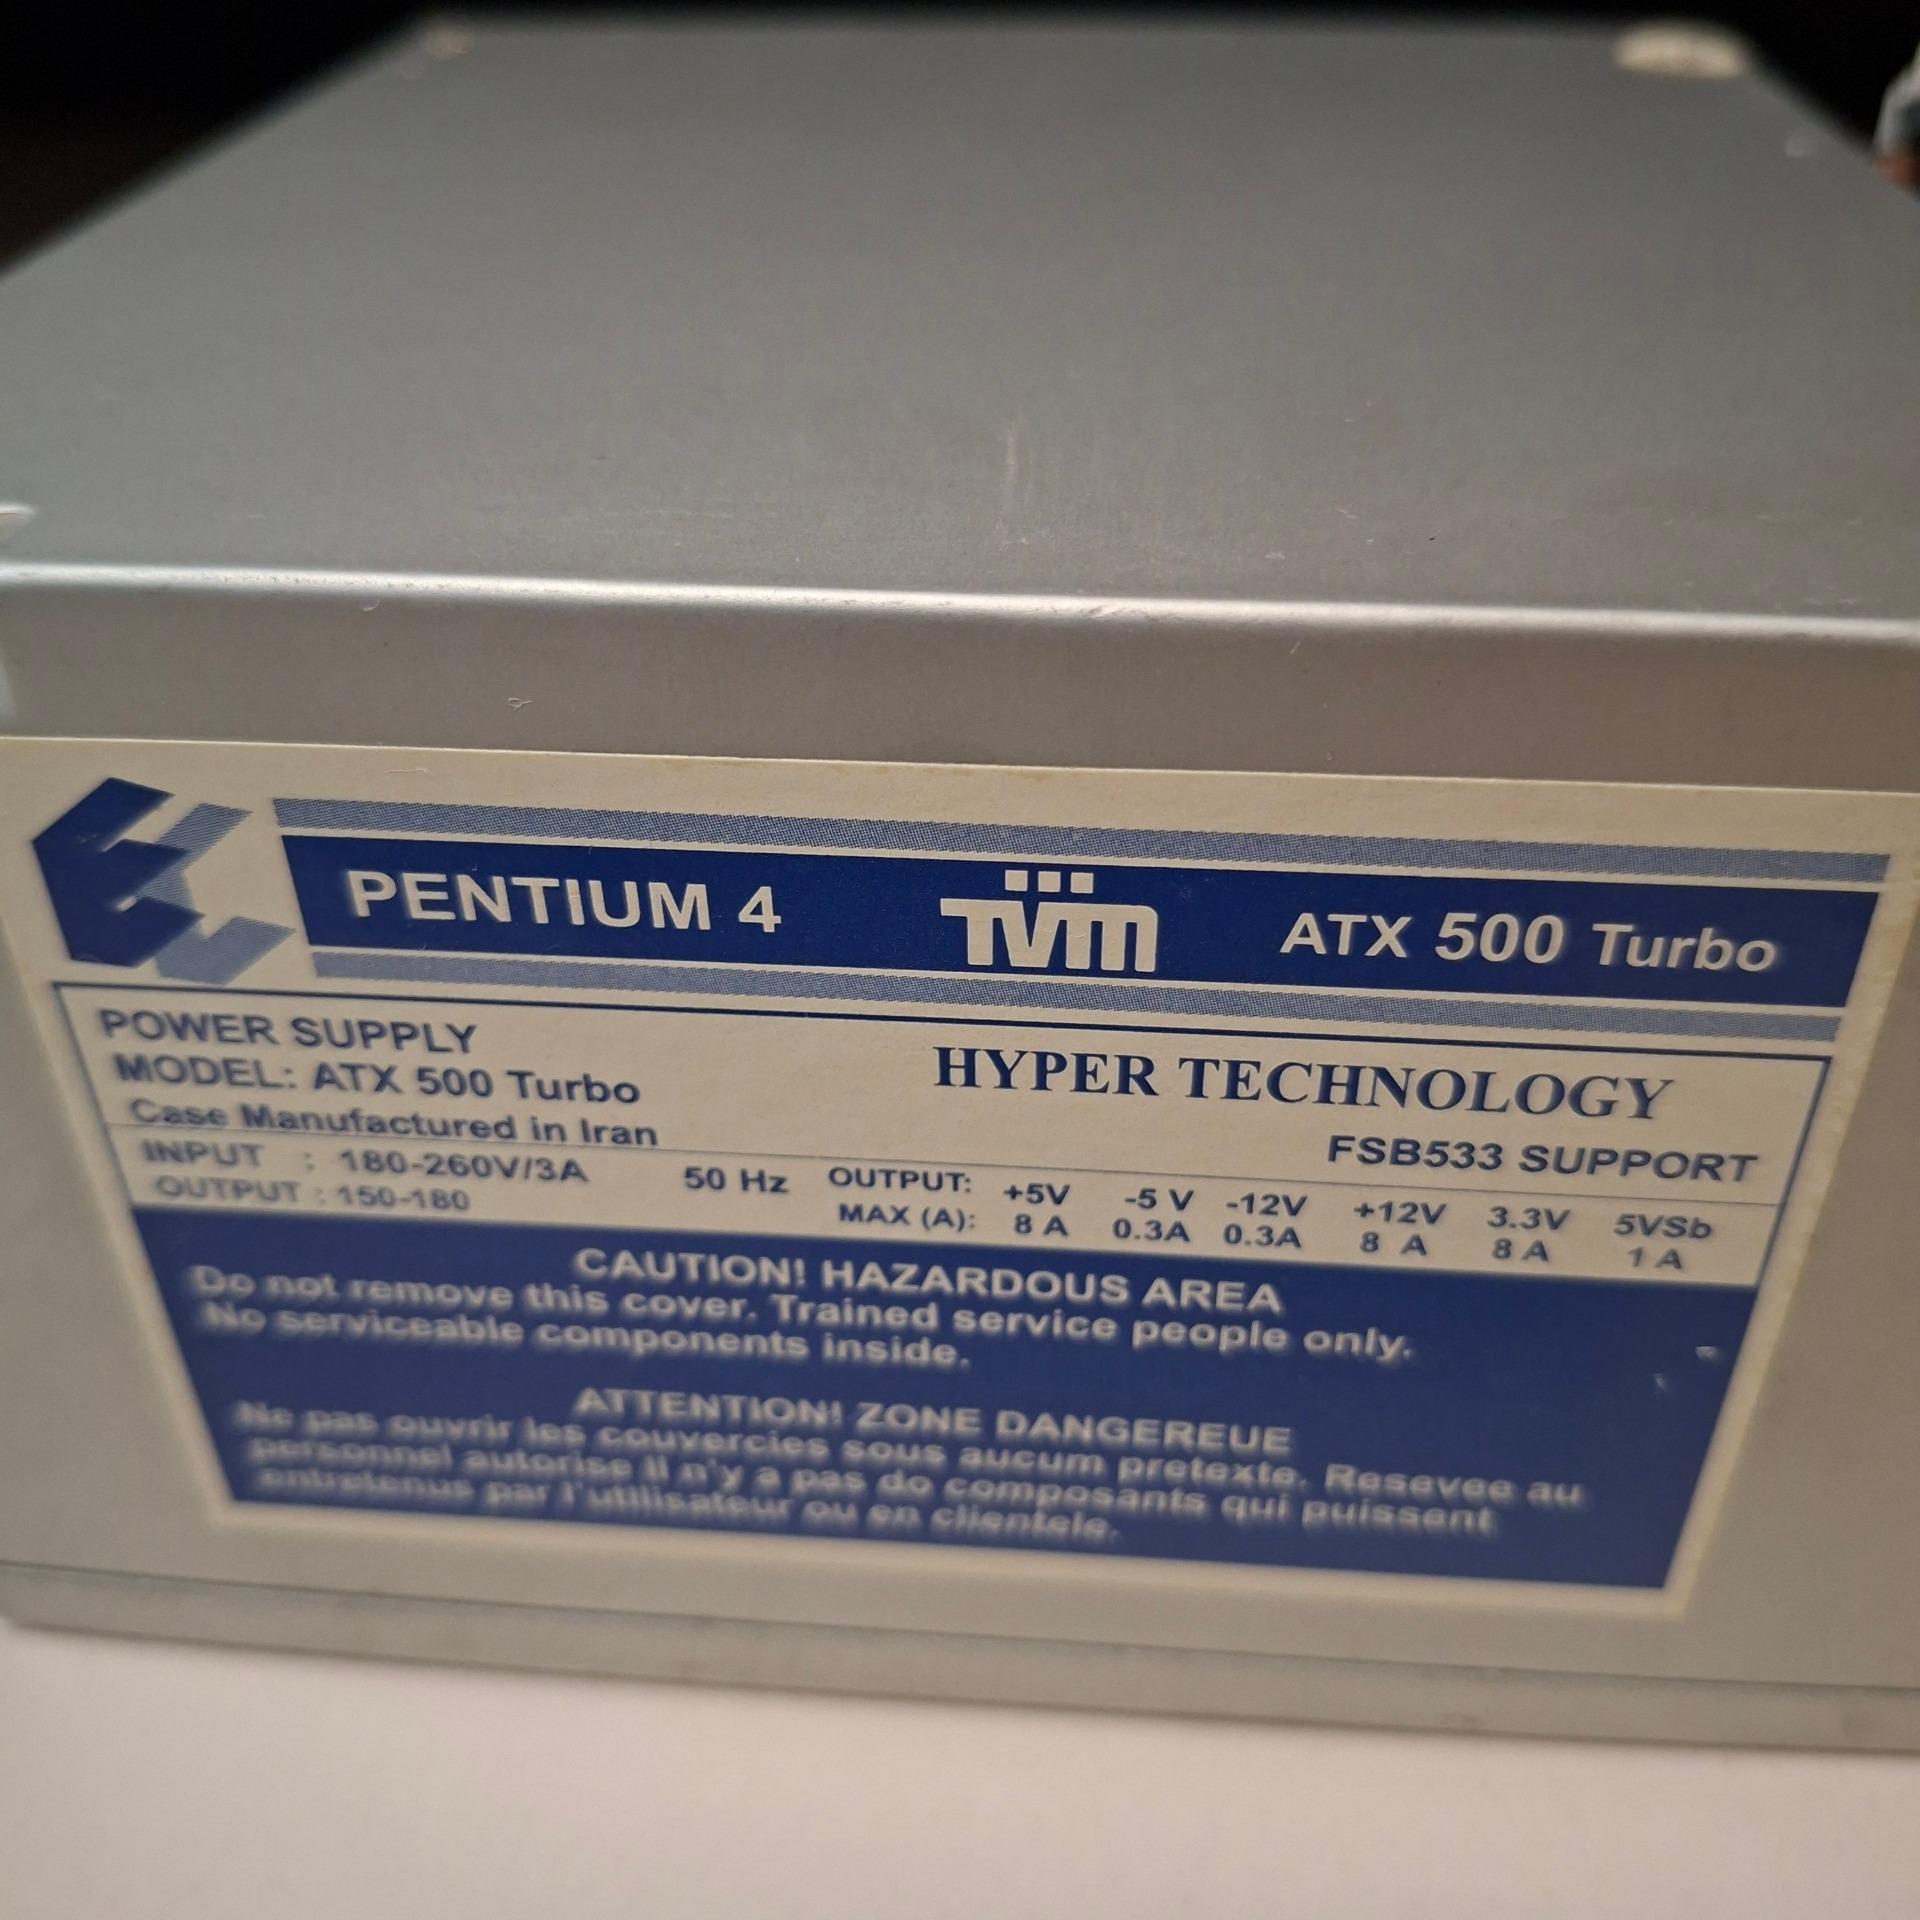 PENTIUM 4 TVM ATX 500 Turbo
POWER SUPPLY
MODEL: ATX 500 Turbo
Case Manufactured in Iran
HYPER TECHNOLOGY
FSB533 SUPPORT
INPUT : 180-260V/3A 50 Hz
OUTPUT : 150-180
OUTPUT: +5V -5 V -12V +12V 3.3V 5VSb
MAX (A): 8 A 0.3A 0.3A 8 A 8 A 1 A
CAUTION! HAZARDOUS AREA
Do not remove this cover. Trained service people only.
No serviceable components inside.
ATTENTION! ZONE DANGEREUE
Ne pas ouvrir les couvercies sous aucum pretexte. Resevee au
personnel autorise Il n'y a pas do composants qui puissent
entretenus par l'utilisateur ou en clientele.